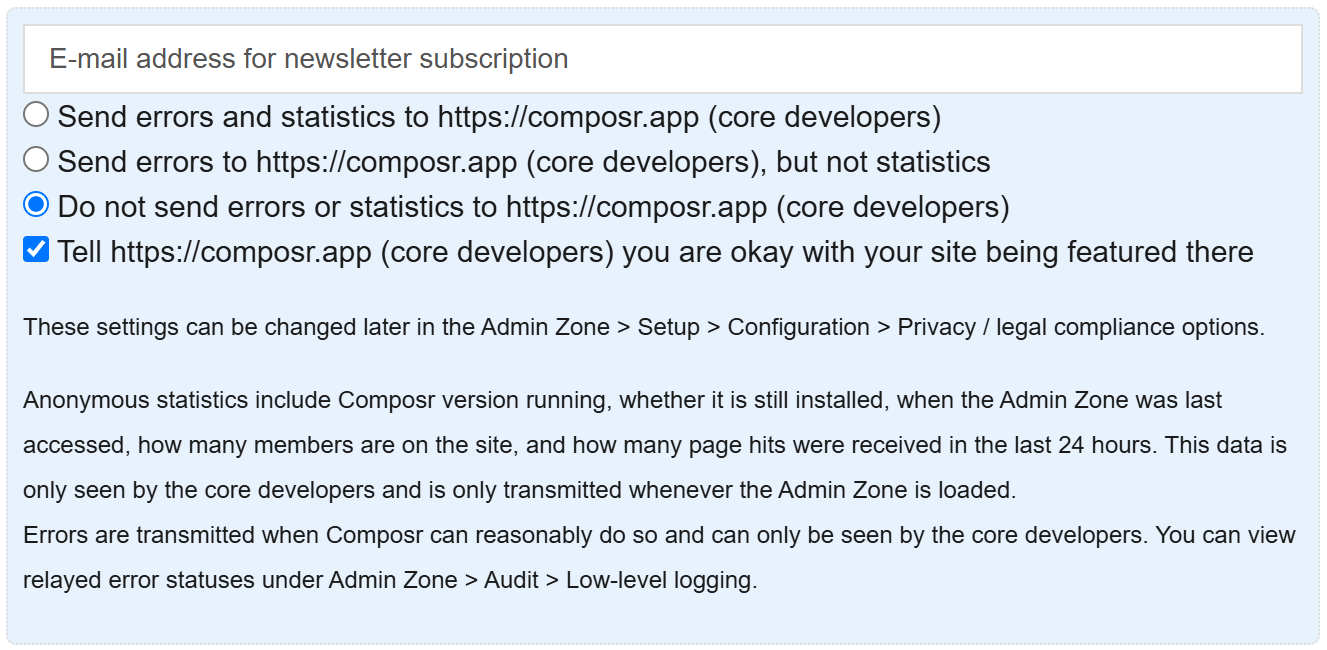 E-mail address for newsletter subscription
Send errors and statistics to https://composr.app (core developers)
Send errors to https://composr.app (core developers), but not statistics
Do not send errors or statistics to https://composr.app (core developers)
Tell https://composr.app (core developers) you are okay with your site being featured there
These settings can be changed later in the Admin Zone > Setup > Configuration > Privacy / legal compliance options.
Anonymous statistics include Composr version running, whether it is still installed, when the Admin Zone was last
accessed, how many members are on the site, and how many page hits were received in the last 24 hours. This data is
only seen by the core developers and is only transmitted whenever the Admin Zone is loaded.
Errors are transmitted when Composr can reasonably do so and can only be seen by the core developers. You can view
relayed error statuses under Admin Zone > Audit > Low-level logging.